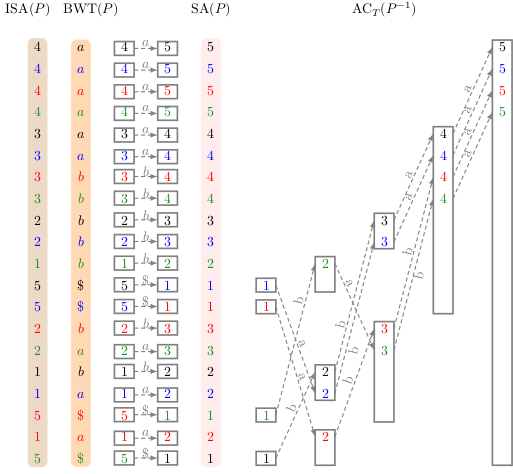 ISA(P) BWT(P) SA(P) AC_T(P^{-1})
4 a 4 a 5 5 5
4 a 4 a 5 5 5
4 a 4 a 5 5 a 5
4 a 4 a 5 5 a 5
3 a 3 a 4 4 4
3 a 3 a 4 4 4 a
3 b 3 b 4 4 a 4
3 b 3 b 4 4 4
2 b 2 b 3 3 3 a
2 b 2 b 3 3 3 b
1 b 1 b 2 2 2 b
5 $ 5 $ 1 1 1 a
5 $ 5 $ 1 1 1 b
2 b 2 b 3 3 b 3
2 a 2 a 3 3 a b 3
1 b 1 b 2 2 2
1 a 1 a 2 2 2
5 $ 5 $ 1 1 1 b
1 a 1 a 2 2 2
5 $ 5 $ 1 1 1